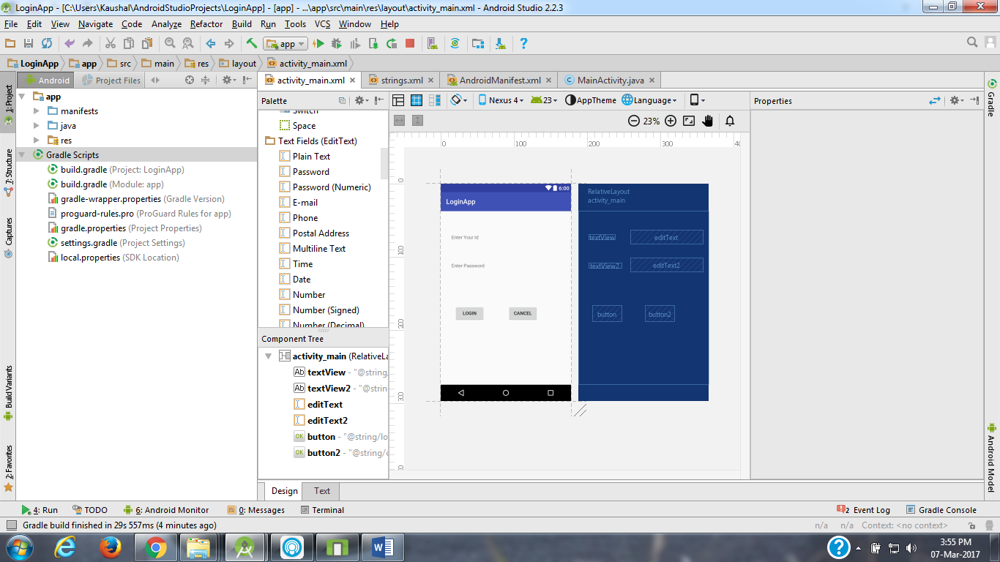 LoginApp - [C:\Users\Kaushal\AndroidStudioProjects\LoginApp] - [app] - ...\app\src\main\res\layout\activity_main.xml - Android Studio 2.2.3
File Edit View Navigate Code Analyze Refactor Build Run Tools VCS Window Help
app
LoginApp app src main res layout activity_main.xml
Android Project Files
activity_main.xml strings.xml AndroidManifest.xml MainActivity.java
1: Project
7: Structure
Captures
Build Variants
2: Favorites
app
manifests
java
res
Gradle Scripts
build.gradle (Project: LoginApp)
build.gradle (Module: app)
gradle-wrapper.properties (Gradle Version)
proguard-rules.pro (ProGuard Rules for app)
gradle.properties (Project Properties)
settings.gradle (Project Settings)
local.properties (SDK Location)
Palette
Switch
Space
Text Fields (EditText)
Plain Text
Password
Password (Numeric)
E-mail
Phone
Postal Address
Multiline Text
Time
Date
Number
Number (Signed)
Number (Decimal)
Component Tree
activity_main (RelativeLa
textView - "@string,
textView2 - "@strin
editText
editText2
button - "@string/lo
button2 - "@string/c
Nexus 4 23 AppTheme Language
23%
0 100 200 300 40
0
100
200
300
6:00
LoginApp
Enter Your Id
Enter Password
LOGIN CANCEL
RelativeLayout
activity_main
textView editText
textView2 editText2
button button2
Properties
Gradle
Android Model
Design Text
4: Run TODO 6: Android Monitor 0: Messages Terminal
2 Event Log Gradle Console
Gradle build finished in 29s 557ms (4 minutes ago)
n/a n/a Context: <no context>
3:55 PM
07-Mar-2017